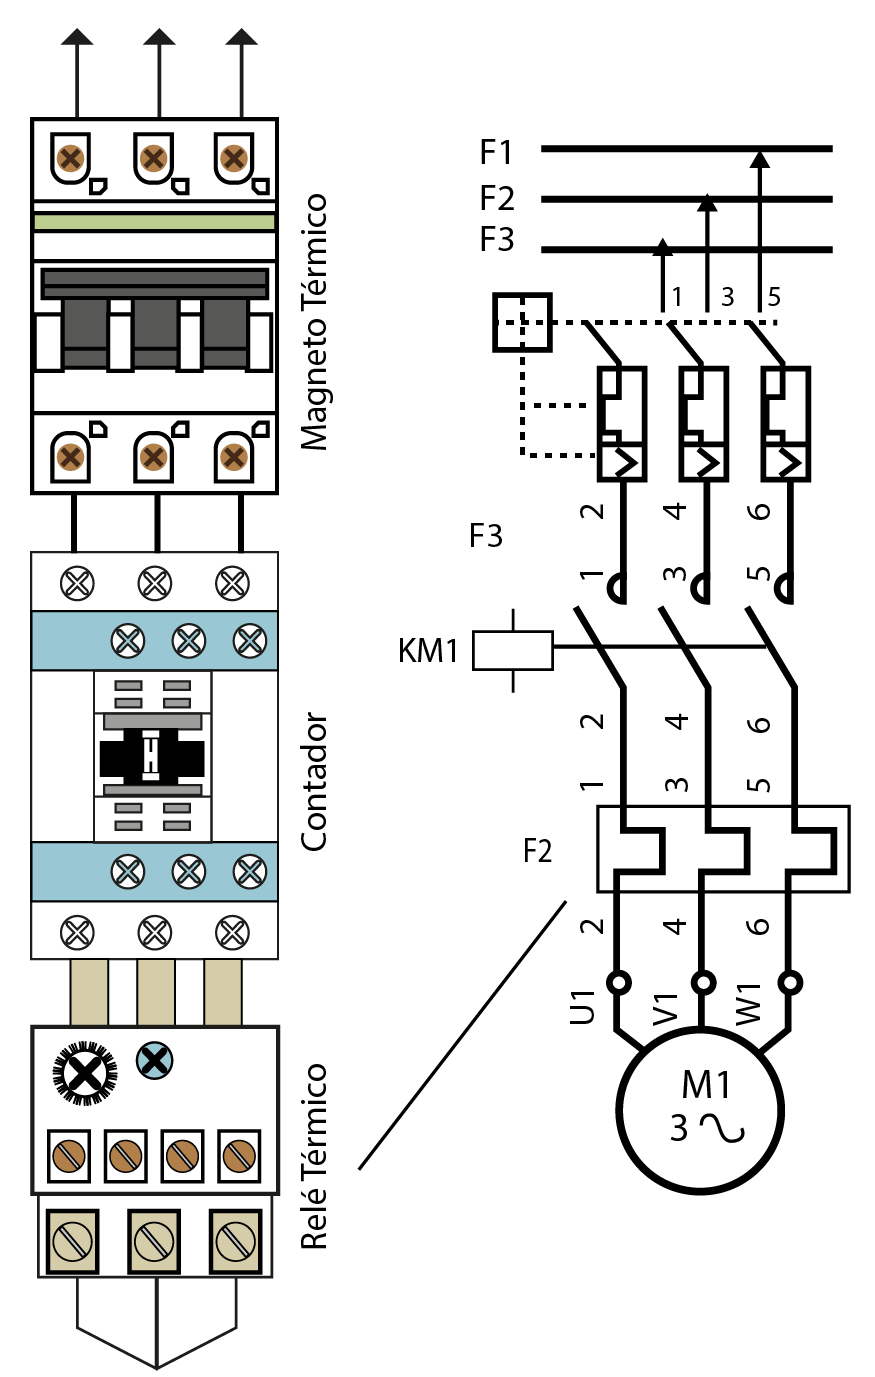 Magneto Térmico
Contador
Relé Térmico
F1
F2
F3
1 3 5
2 4 6
F3
1 3 5
KM1
2 4 6
1 3 5
F2
2 4 6
U1 V1 W1
M1
3